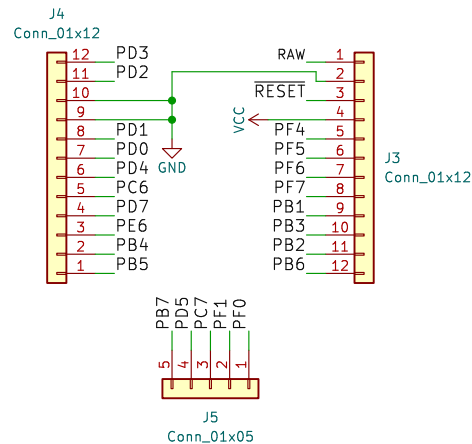 J4
Conn_01x12
12 PD3
11 PD2
10
9
8 PD1
7 PD0
6 PD4
5 PC6
4 PD7
3 PE6
2 PB4
1 PB5
GND
RAW 1
2
RESET 3
VCC 4
PF4 5
PF5 6
PF6 7
PF7 8
PB1 9
PB3 10
PB2 11
PB6 12
J3
Conn_01x12
PB7 5
PD5 4
PC7 3
PF1 2
PF0 1
J5
Conn_01x05